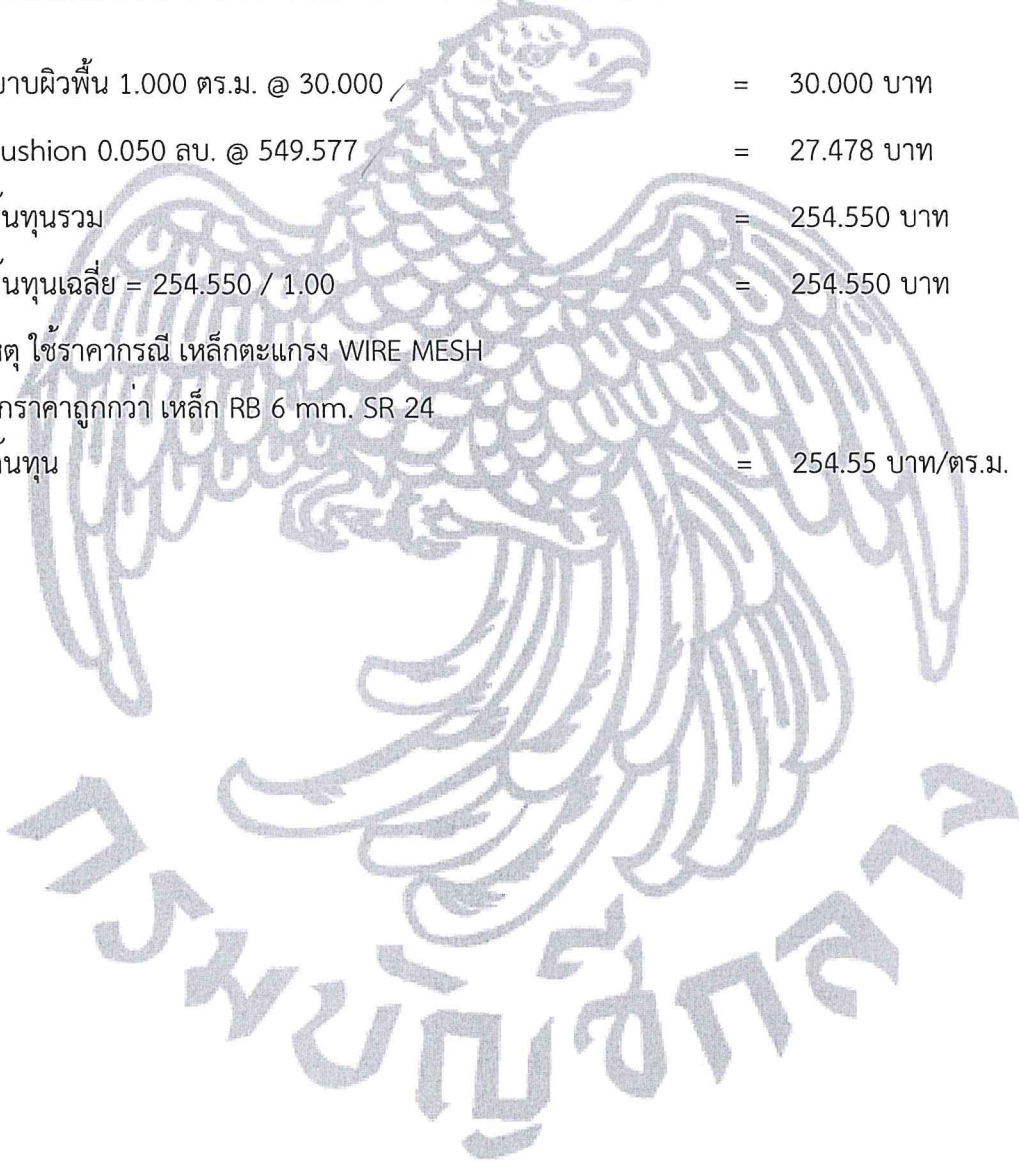 ยาบผิวพื้น 1.000 ตร.ม. @ 30.000 = 30.000 บาท
ushion 0.050 ลบ. @ 549.577 = 27.478 บาท
้นทุนรวม = 254.550 บาท
้นทุนเฉลี่ย = 254.550 / 1.00 = 254.550 บาท
หตุ ใช้ราคากรณี เหล็กตะแกรง WIRE MESH
กราคาถูกกว่า เหล็ก RB 6 mm. SR 24
้นทุน = 254.55 บาท/ตร.ม.
กรมบัญชีกลาง